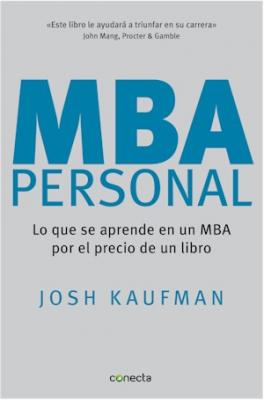 «Este libro le ayudará a triunfar en su carrera»
John Mang, Procter & Gamble
MBA
PERSONAL
Lo que se aprende en un MBA
por el precio de un libro
JOSH KAUFMAN
conecta